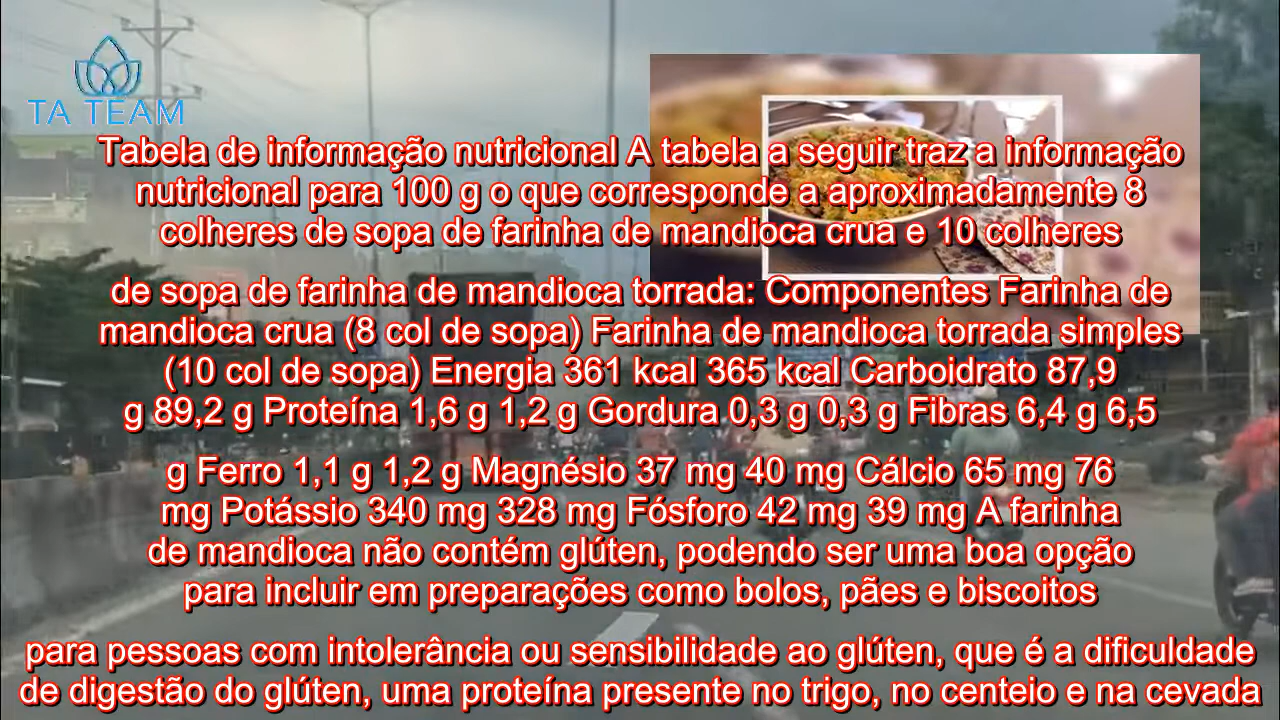 TA TEAM
Tabela de informação nutricional A tabela a seguir traz a informação
nutricional para 100 g o que corresponde a aproximadamente 8
colheres de sopa de farinha de mandioca crua e 10 colheres
de sopa de farinha de mandioca torrada: Componentes Farinha de
mandioca crua (8 col de sopa) Farinha de mandioca torrada simples
(10 col de sopa) Energia 361 kcal 365 kcal Carboidrato 87,9
g 89,2 g Proteína 1,6 g 1,2 g Gordura 0,3 g 0,3 g Fibras 6,4 g 6,5
g Ferro 1,1 g 1,2 g Magnésio 37 mg 40 mg Cálcio 65 mg 76
mg Potássio 340 mg 328 mg Fósforo 42 mg 39 mg A farinha
de mandioca não contém glúten, podendo ser uma boa opção
para incluir em preparações como bolos, pães e biscoitos
para pessoas com intolerância ou sensibilidade ao glúten, que é a dificuldade
de digestão do glúten, uma proteína presente no trigo, no centeio e na cevada